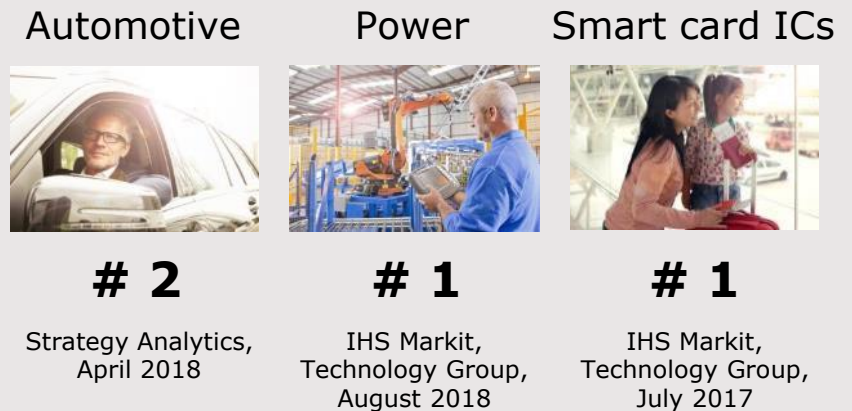 Automotive
Power
Smart card ICs
# 2
# 1
# 1
Strategy Analytics,
April 2018
IHS Markit,
Technology Group,
August 2018
IHS Markit,
Technology Group,
July 2017